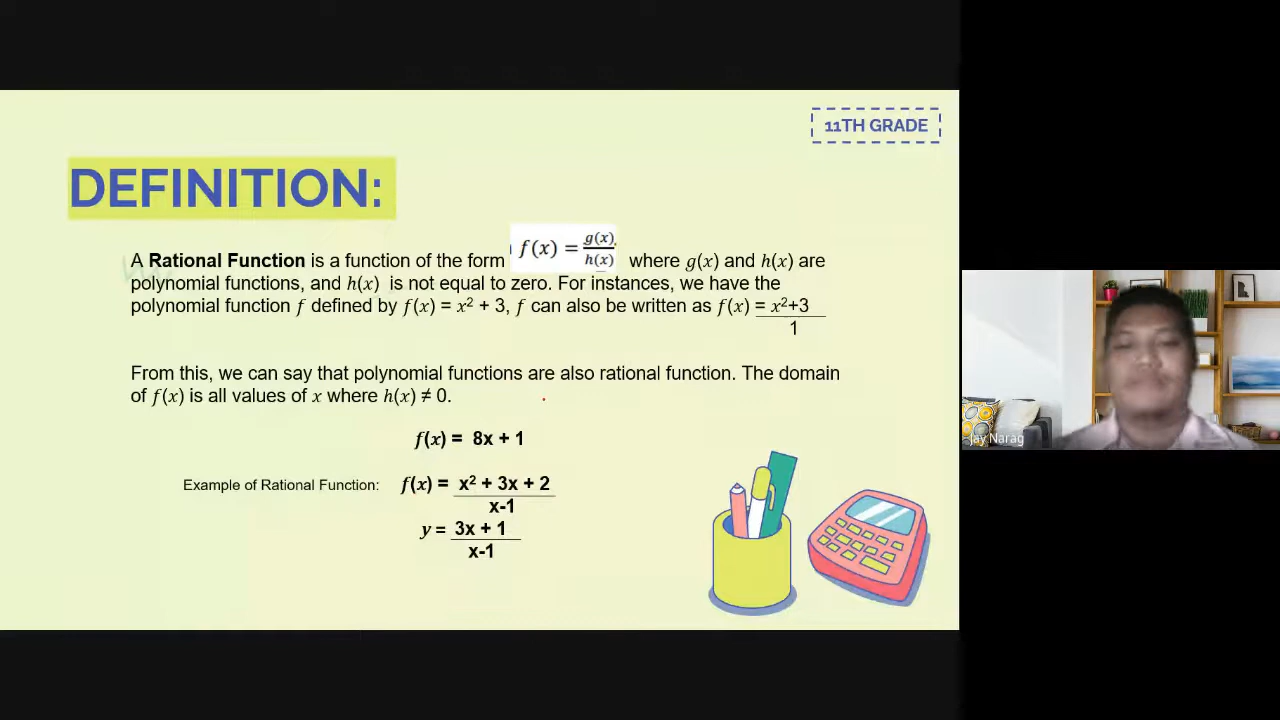 11TH GRADE
DEFINITION:
A Rational Function is a function of the form f(x) = g(x)/h(x) where g(x) and h(x) are
polynomial functions, and h(x) is not equal to zero. For instances, we have the
polynomial function f defined by f(x) = x² + 3, f can also be written as f(x) = x²+3
1
From this, we can say that polynomial functions are also rational function. The domain
of f(x) is all values of x where h(x) ≠ 0.
f(x) = 8x + 1
Example of Rational Function: f(x) = x² + 3x + 2
x-1
y = 3x + 1
x-1
Jay Narag